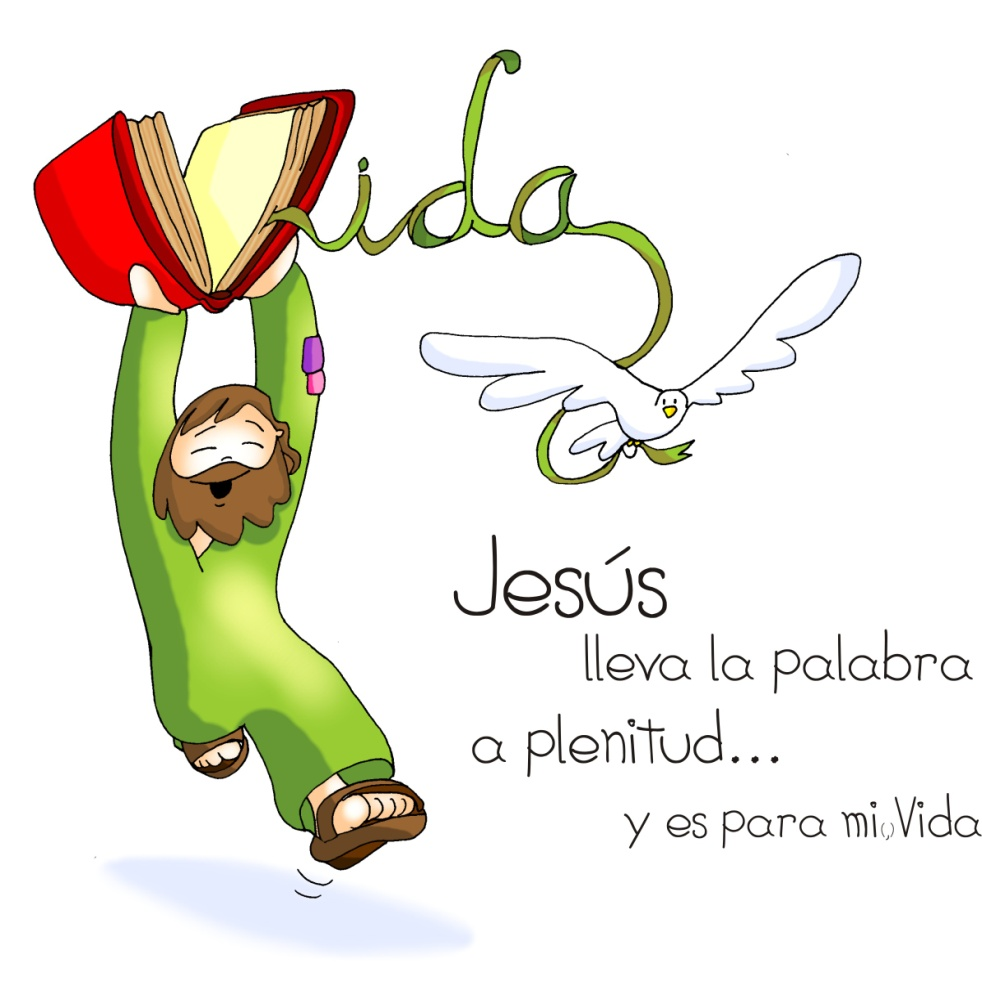 vida
Jesús
lleva la palabra
a plenitud...
y es para mi(,) Vida